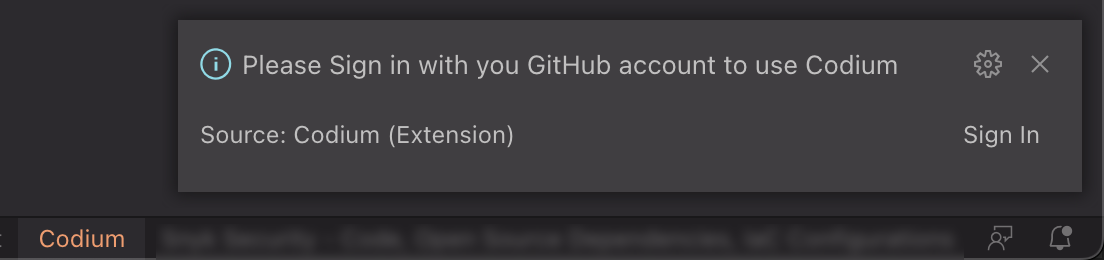 Please Sign in with you GitHub account to use Codium
Source: Codium (Extension)
Sign In
Codium